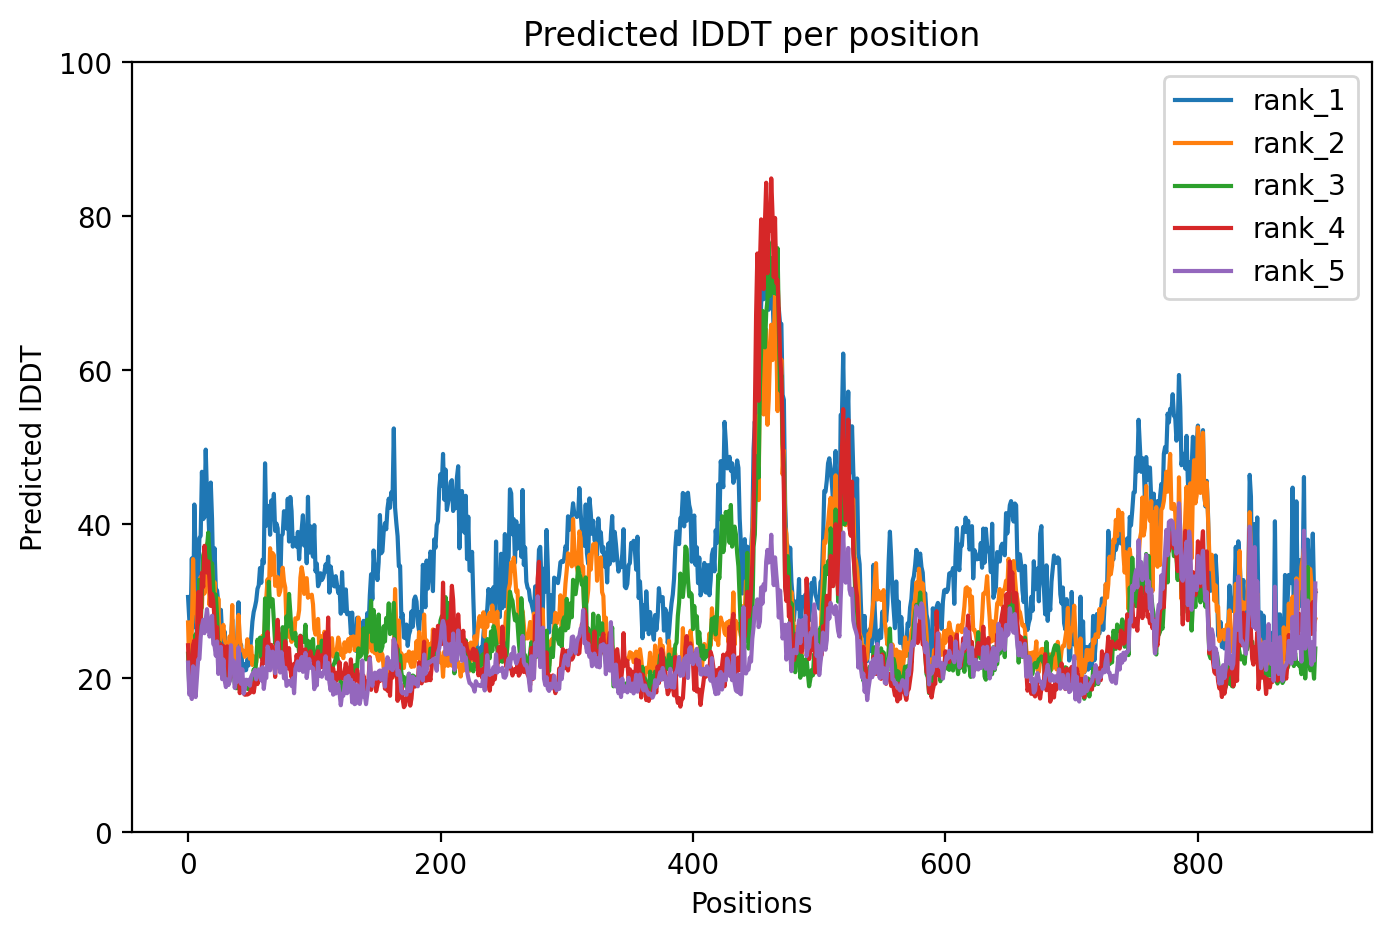 Predicted lDDT per position
Predicted lDDT
100
80
60
40
20
0
0 200 400 600 800
Positions
rank_1
rank_2
rank_3
rank_4
rank_5